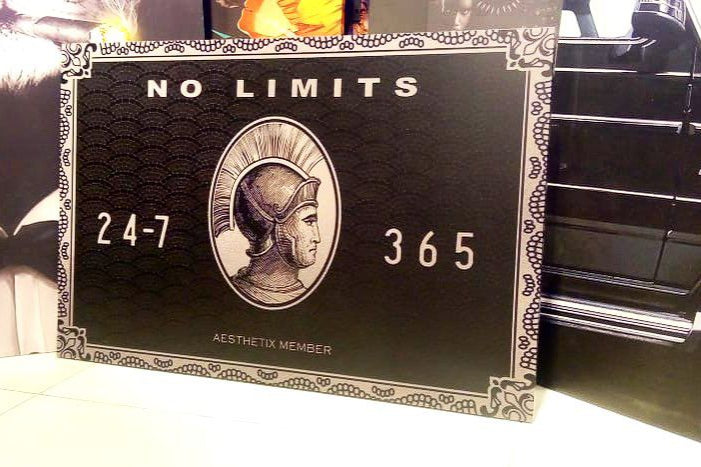 NO LIMITS
24-7
365
AESTHETIX MEMBER